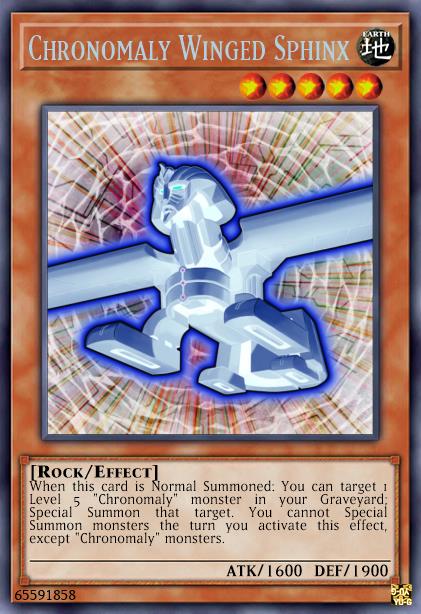 CHRONOMALY WINGED SPHINX
EARTH
地
[ROCK/EFFECT]
When this card is Normal Summoned: You can target 1
Level 5 "Chronomaly" monster in your Graveyard;
Special Summon that target. You cannot Special
Summon monsters the turn you activate this effect,
except "Chronomaly" monsters.
ATK/1600 DEF/900
65591858